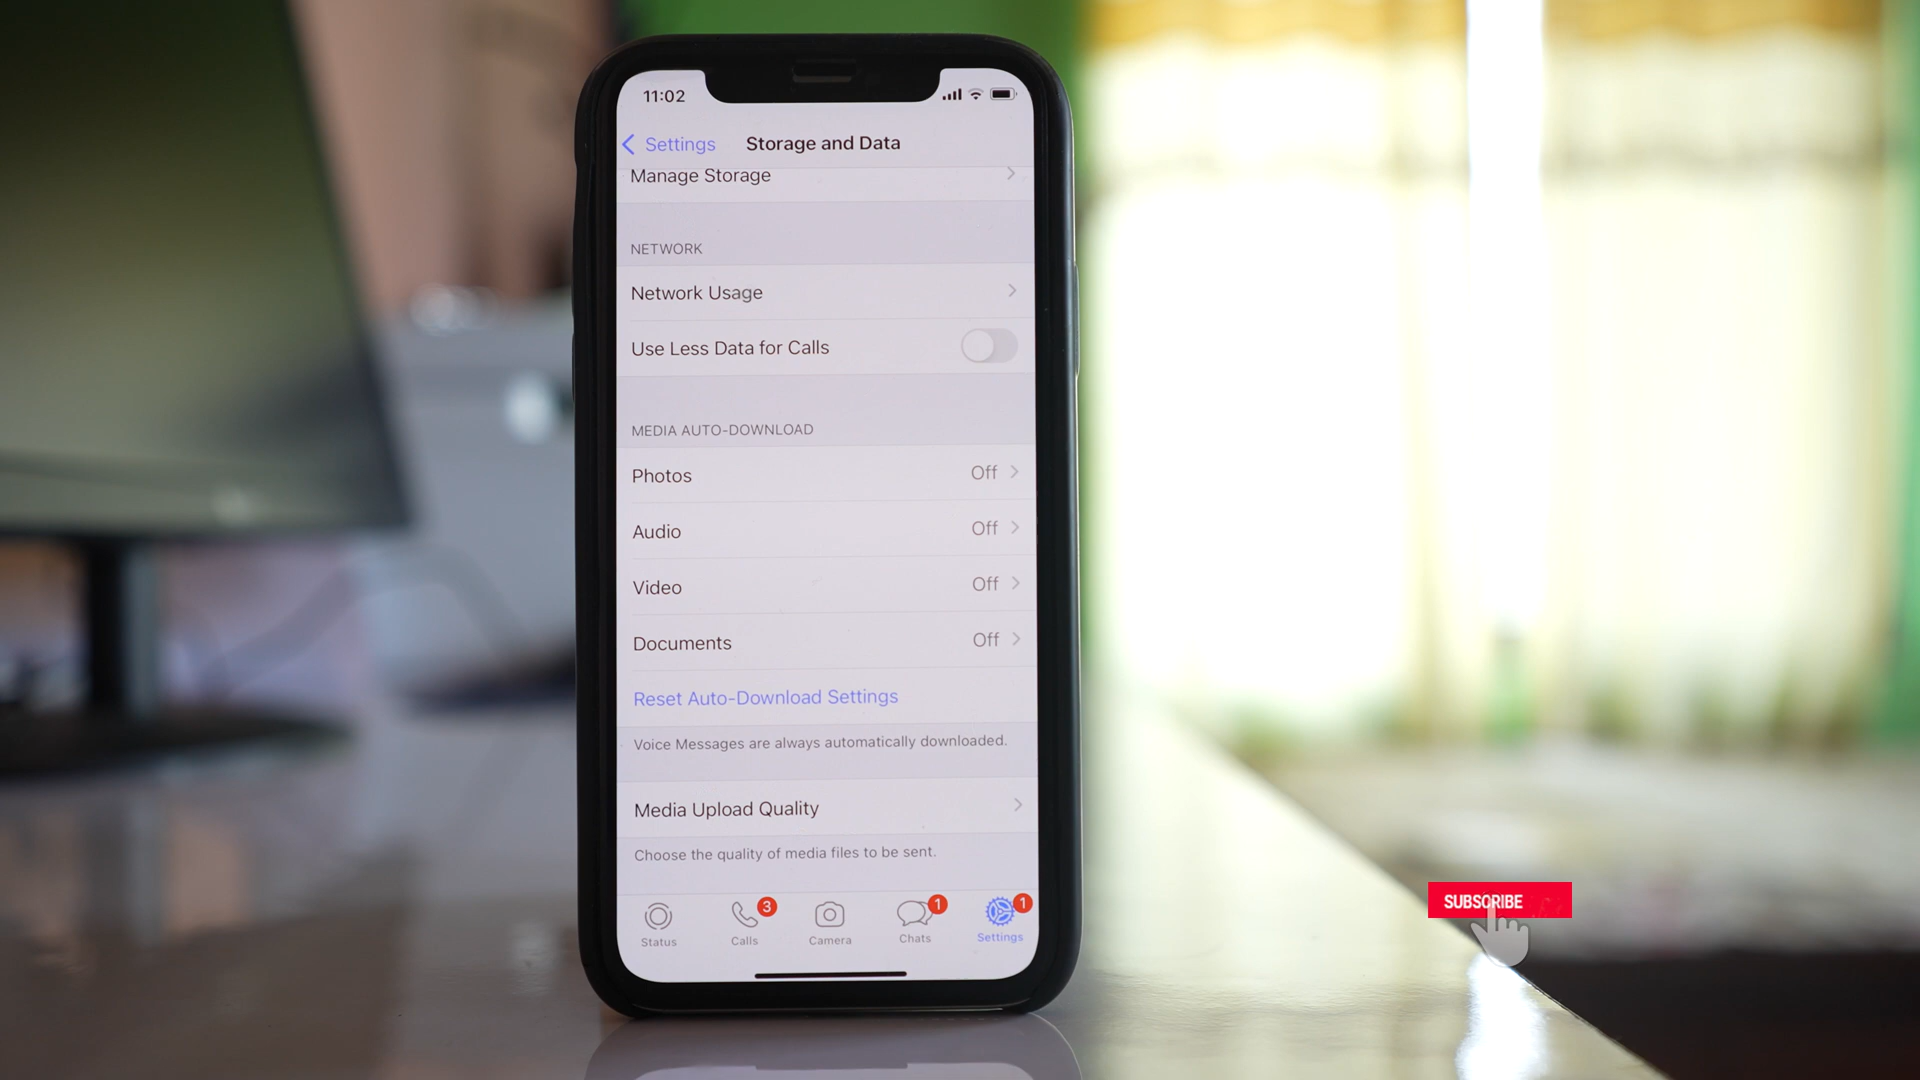 11:02
Settings
Storage and Data
Manage Storage
NETWORK
Network Usage
Use Less Data for Calls
MEDIA AUTO-DOWNLOAD
Photos Off
Audio Off
Video Off
Documents Off
Reset Auto-Download Settings
Voice Messages are always automatically downloaded.
Media Upload Quality
Choose the quality of media files to be sent.
3 1 1
Status Calls Camera Chats Settings
SUBSCRIBE